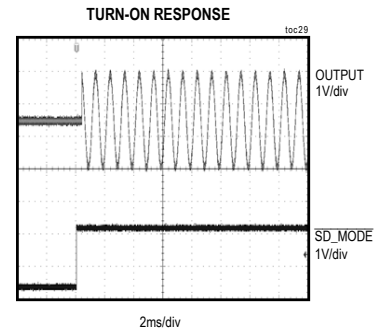 TURN-ON RESPONSE
toc29
OUTPUT
1V/div
SD_MODE
1V/div
2ms/div